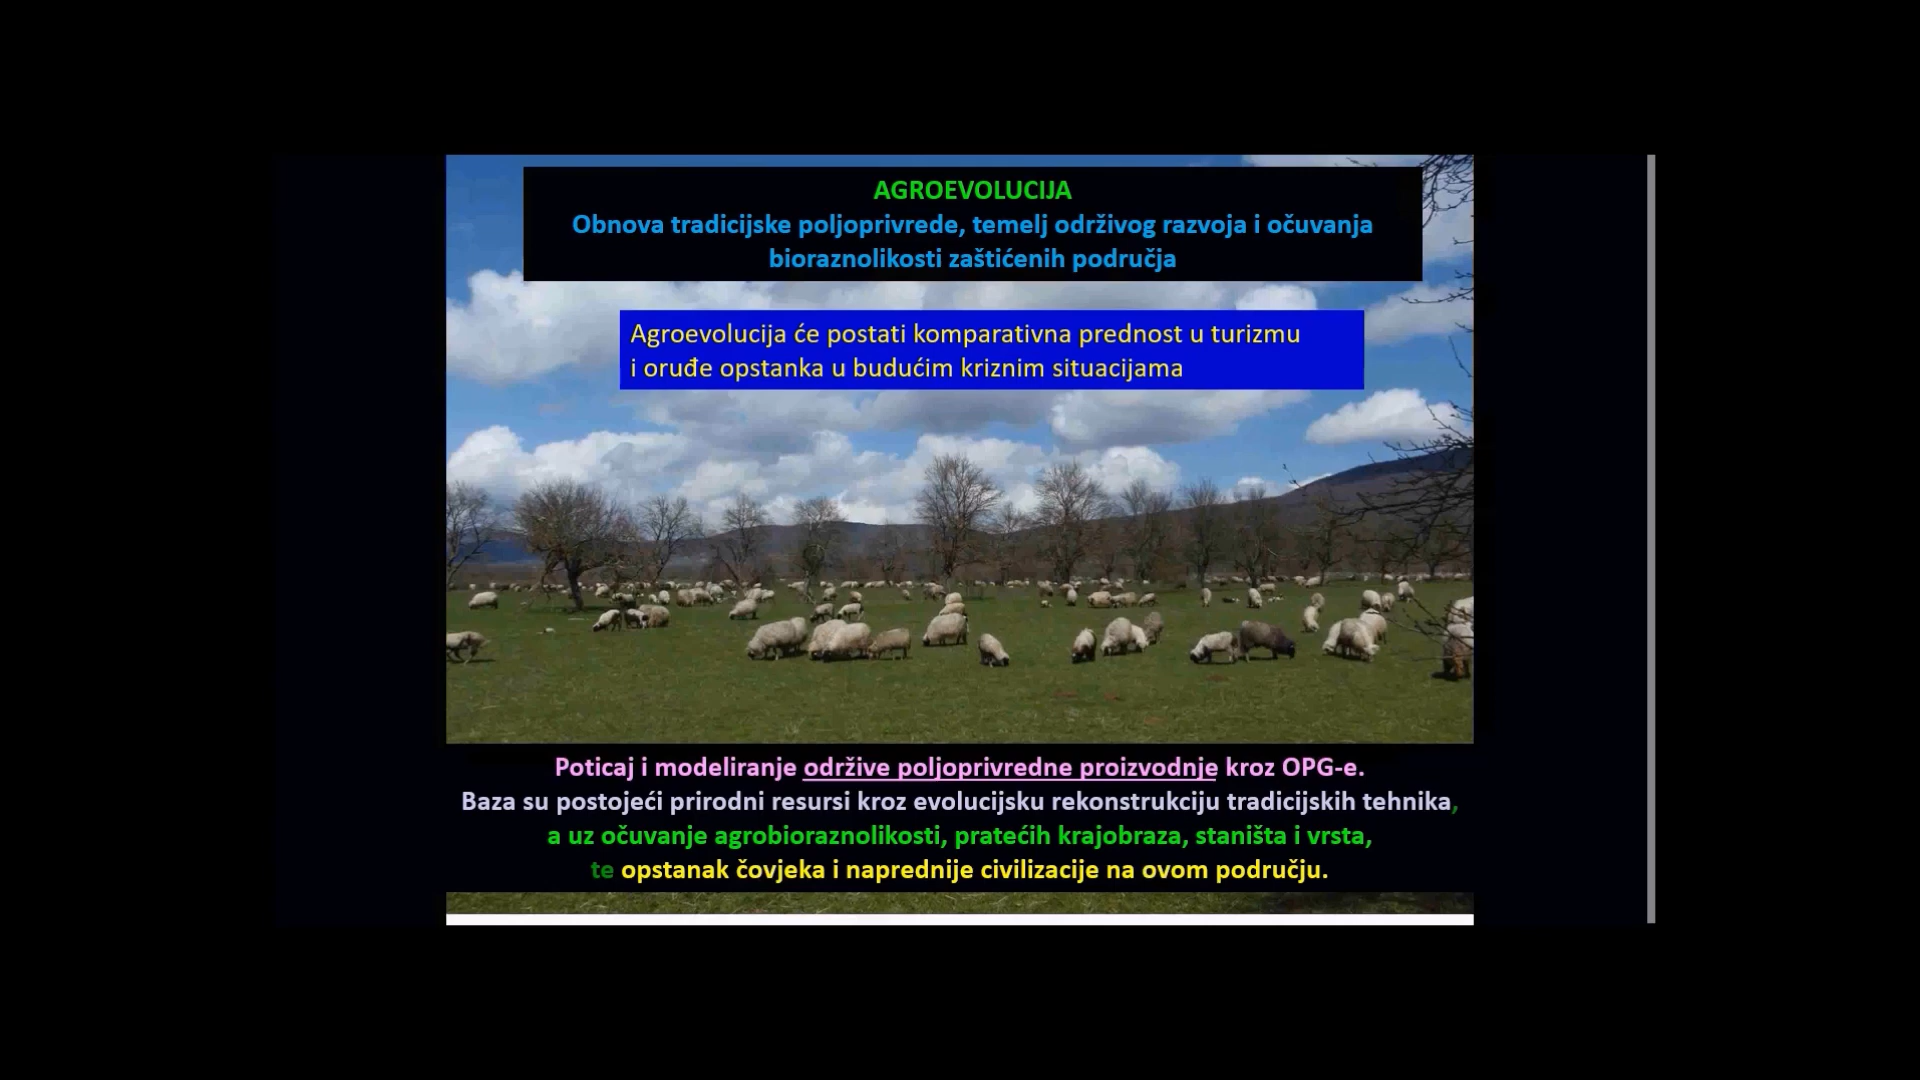 AGROEVOLUCIJA
Obnova tradicijske poljoprivrede, temelj održivog razvoja i očuvanja
bioraznolikosti zaštićenih područja
Agroevolucija će postati komparativna prednost u turizmu
i oruđe opstanka u budućim kriznim situacijama
Poticaj i modeliranje održive poljoprivredne proizvodnje kroz OPG-e.
Baza su postojeći prirodni resursi kroz evolucijsku rekonstrukciju tradicijskih tehnika,
a uz očuvanje agrobioraznolikosti, pratećih krajobraza, staništa i vrsta,
te opstanak čovjeka i naprednije civilizacije na ovom području.